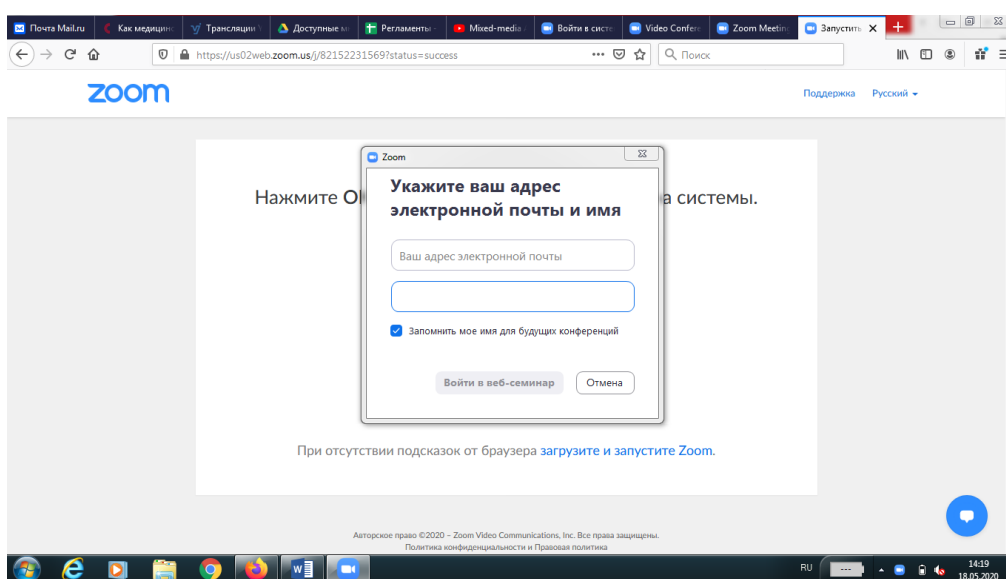 Почта Mail.ru
Как медицинс
Трансляции
Доступные
Регламенты -
Mixed-media
Войти в систе
Video Confere
Zoom Meeting
Запустить
https://us02web.zoom.us/j/82152231569?status=success
Поиск
zoom
Поддержка Русский
Zoom
Укажите ваш адрес
электронной почты и имя
Нажмите
системы.
Ваш адрес электронной почты
Запомнить мое имя для будущих конференций
Войти в веб-семинар Отмена
При отсутствии подсказок от браузера загрузите и запустите Zoom.
Авторское право ©2020 - Zoom Video Communications, Inc. Все права защищены.
Политика конфиденциальности и Правовая политика
RU
14:19
18.05.2020